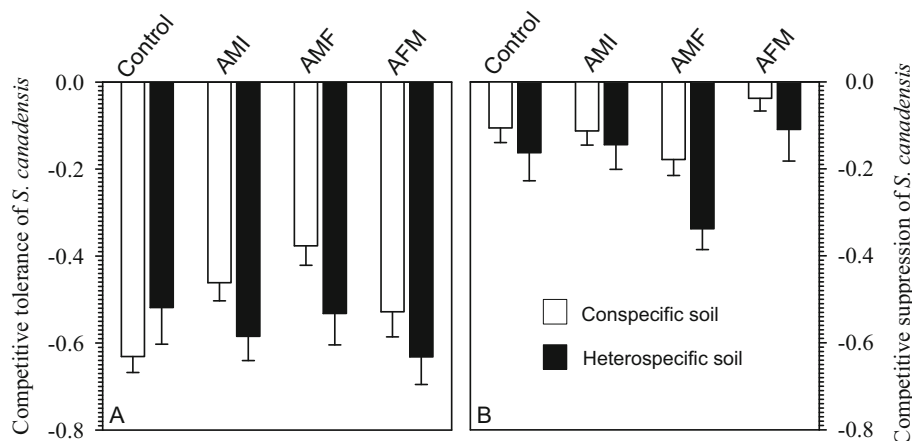 Control AMI AMF AFM
Control AMI AMF AFM
Competitive tolerance of S. canadensis
0.0
-0.2
-0.4
-0.6
-0.8
A
B
Conspecific soil
Heterospecific soil
0.0
-0.2
-0.4
-0.6
-0.8
Competitive suppression of S. canadensis